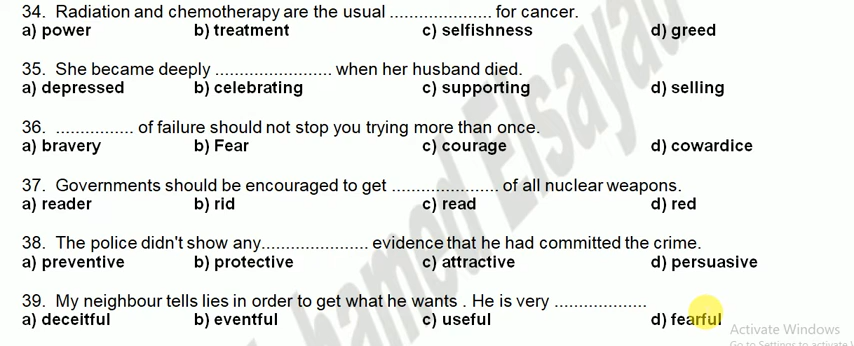 34. Radiation and chemotherapy are the usual ..................... for cancer.
a) power b) treatment c) selfishness d) greed
35. She became deeply ........................ when her husband died.
a) depressed b) celebrating c) supporting d) selling
36. ................ of failure should not stop you trying more than once.
a) bravery b) Fear c) courage d) cowardice
37. Governments should be encouraged to get ...................... of all nuclear weapons.
a) reader b) rid c) read d) red
38. The police didn't show any...................... evidence that he had committed the crime.
a) preventive b) protective c) attractive d) persuasive
39. My neighbour tells lies in order to get what he wants . He is very ...................
a) deceitful b) eventful c) useful d) fearful
Activate Windows